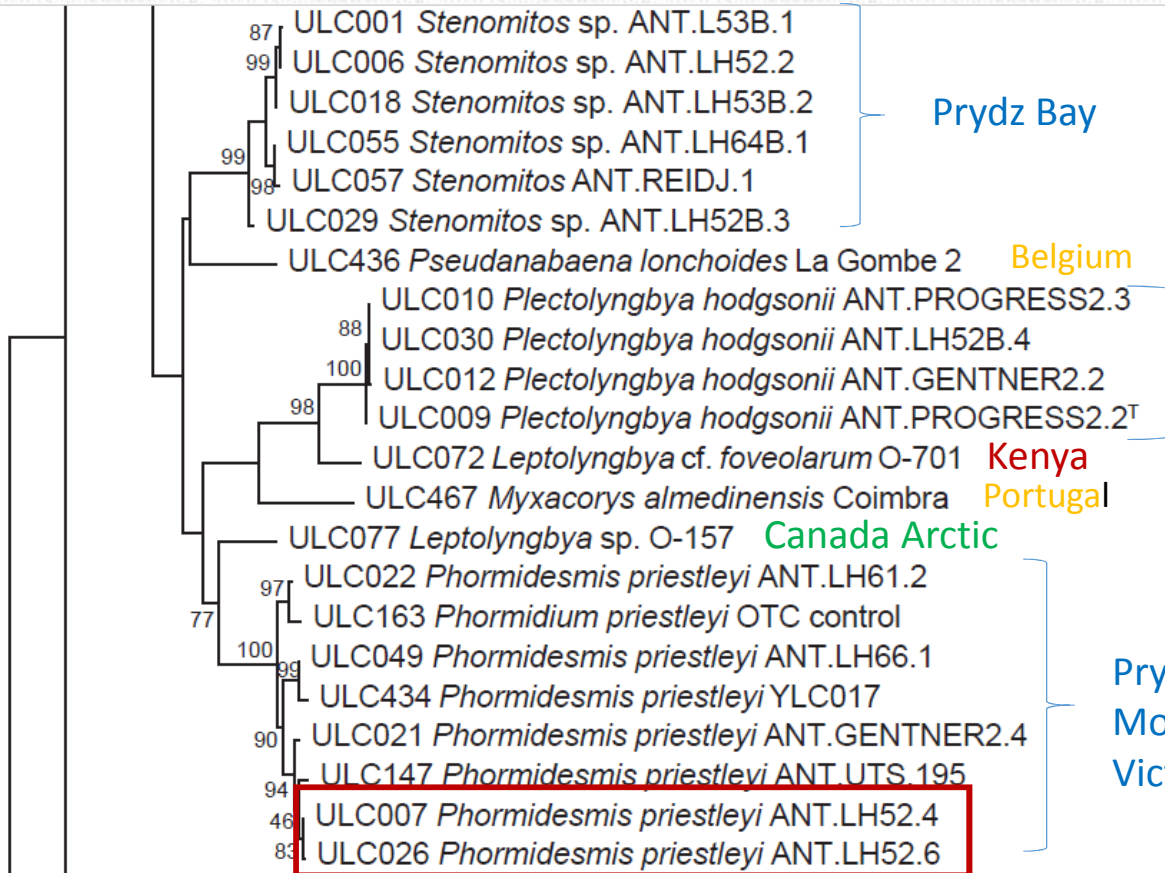 87 ULC001 Stenomitos sp. ANT.L53B.1
99 ULC006 Stenomitos sp. ANT.LH52.2
ULC018 Stenomitos sp. ANT.LH53B.2
Prydz Bay
ULC055 Stenomitos sp. ANT.LH64B.1
99
98 ULC057 Stenomitos ANT.REIDJ.1
ULC029 Stenomitos sp. ANT.LH52B.3
ULC436 Pseudanabaena lonchoides La Gombe 2 Belgium
ULC010 Plectolyngbya hodgsonii ANT.PROGRESS2.3
88
ULC030 Plectolyngbya hodgsonii ANT.LH52B.4
100
ULC012 Plectolyngbya hodgsonii ANT.GENTNER2.2
98
ULC009 Plectolyngbya hodgsonii ANT.PROGRESS2.2ᵀ
ULC072 Leptolyngbya cf. foveolarum O-701 Kenya
ULC467 Myxacorys almedinensis Coimbra Portugal
ULC077 Leptolyngbya sp. O-157 Canada Arctic
97 ULC022 Phormidesmis priestleyi ANT.LH61.2
77 ULC163 Phormidium priestleyi OTC control
100
99 ULC049 Phormidesmis priestleyi ANT.LH66.1
ULC434 Phormidesmis priestleyi YLC017
Pry
90 ULC021 Phormidesmis priestleyi ANT.GENTNER2.4
Mo
ULC147 Phormidesmis priestleyi ANT.UTS.195
Vic
94
46 ULC007 Phormidesmis priestleyi ANT.LH52.4
83 ULC026 Phormidesmis priestleyi ANT.LH52.6